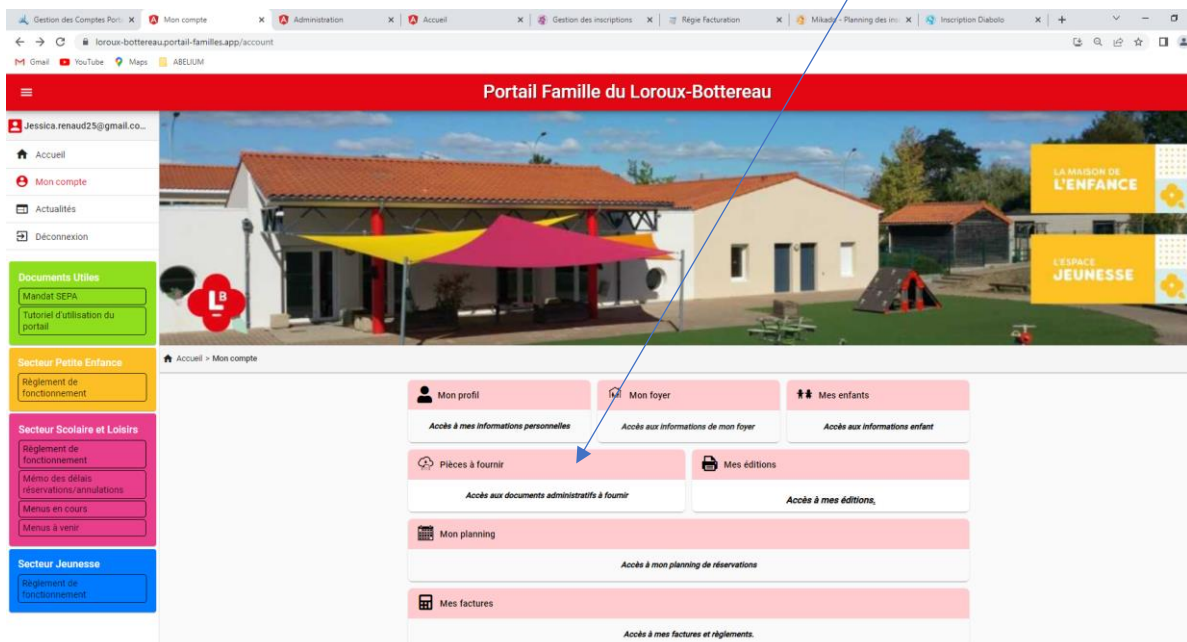 Gestion des Comptes Port
Mon compte
Administration
Accueil
Gestion des inscriptions
Régie Facturation
Mikado - Planning des ins
Inscription Diabolo
loroux-bottereau.portail-familles.app/account
Gmail
YouTube
Maps
ABELIUM
Portail Famille du Loroux-Bottereau
Jessica.renaud25@gmail.co...
Accueil
Mon compte
Actualités
Déconnexion
LA MAISON DE
L'ENFANCE
L'ESPACE
JEUNESSE
LB
Documents Utiles
Mandat SEPA
Tutoriel d'utilisation du
portail
Secteur Petite Enfance
Règlement de
fonctionnement
Secteur Scolaire et Loisirs
Règlement de
fonctionnement
Mémo des délais
réservations/annulations
Menus en cours
Menus à venir
Secteur Jeunesse
Règlement de
fonctionnement
Accueil > Mon compte
Mon profil
Accès à mes informations personnelles
Mon foyer
Accès aux informations de mon foyer
Mes enfants
Accès aux informations enfant
Pièces à fournir
Accès aux documents administratifs à fournir
Mes éditions
Accès à mes éditions,
Mon planning
Accès à mon planning de réservations
Mes factures
Accès à mes factures et règlements.